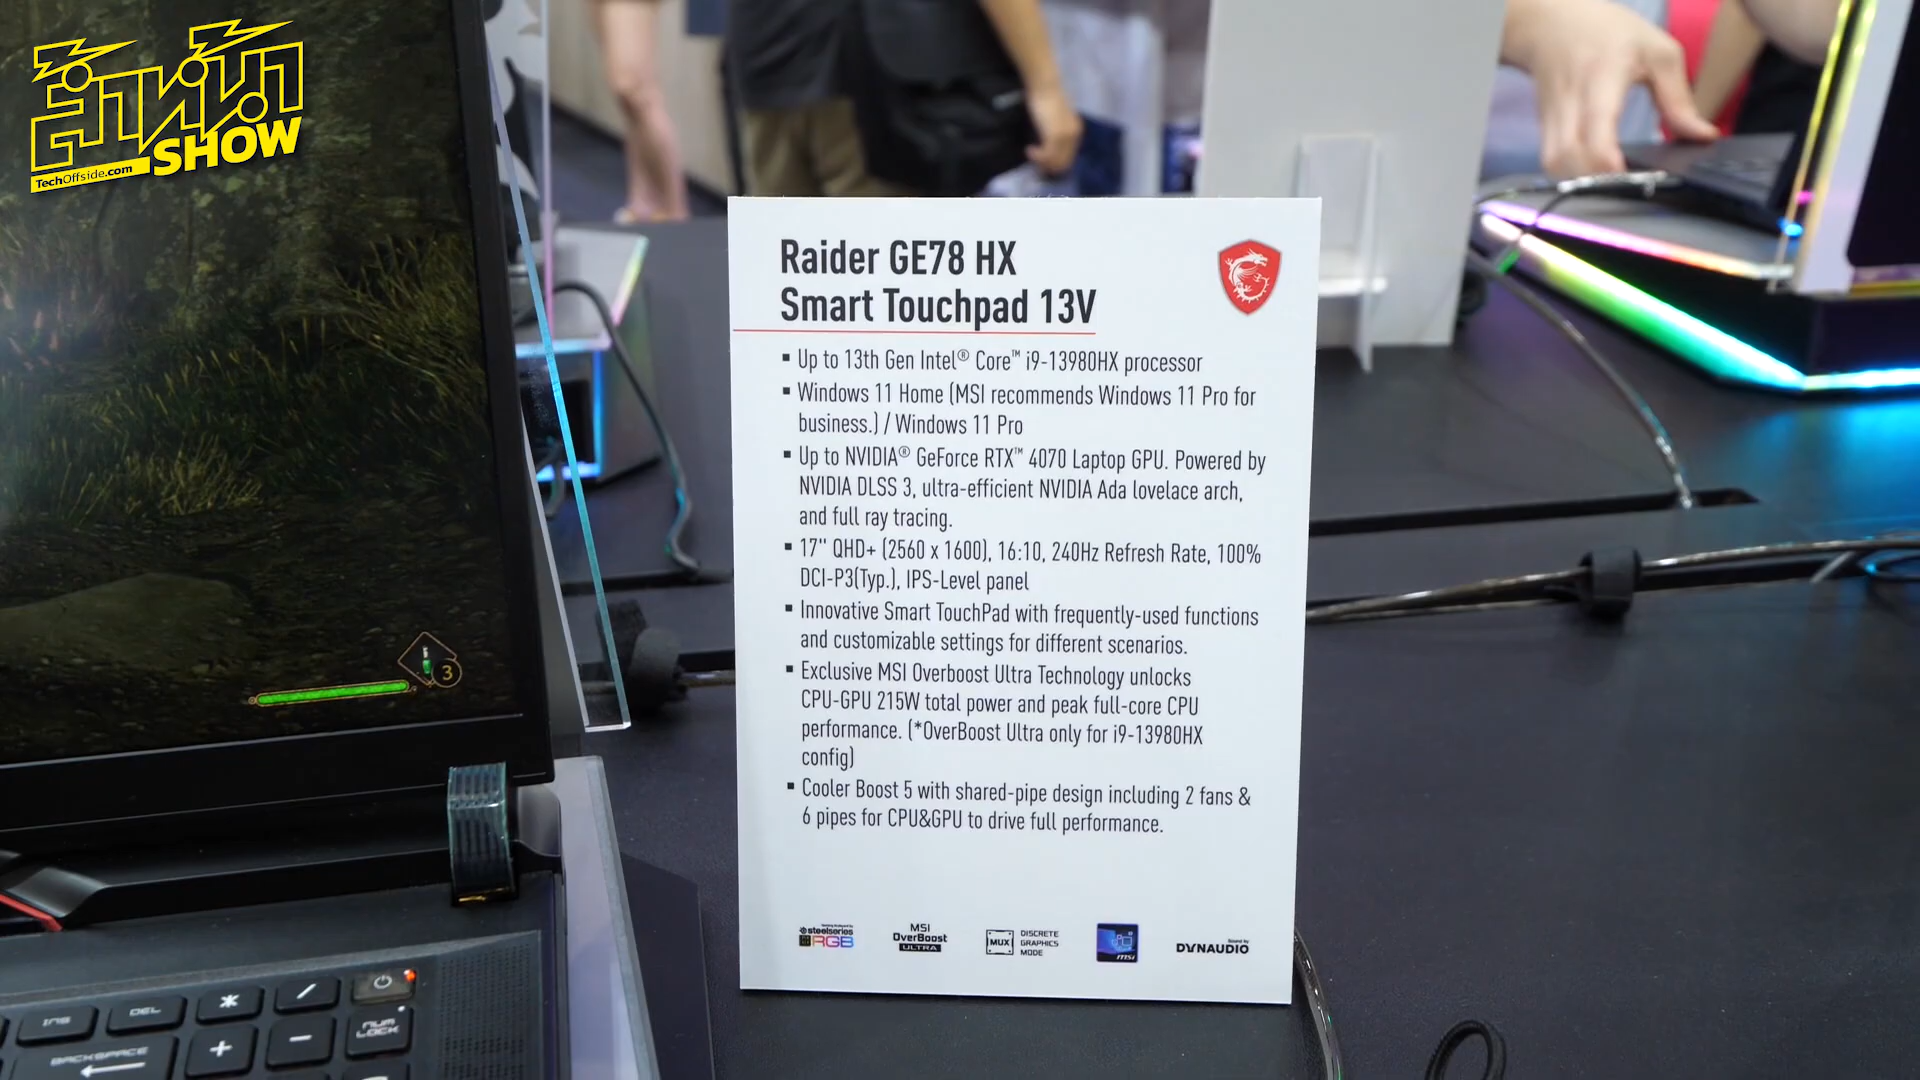 ล้ำหน้า
SHOW
TechOffside.com
Raider GE78 HX
Smart Touchpad 13V
▪ Up to 13th Gen Intel® Core™ i9-13980HX processor
▪ Windows 11 Home (MSI recommends Windows 11 Pro for
business.) / Windows 11 Pro
▪ Up to NVIDIA® GeForce RTX™ 4070 Laptop GPU. Powered by
NVIDIA DLSS 3, ultra-efficient NVIDIA Ada lovelace arch,
and full ray tracing.
▪ 17" QHD+ (2560 x 1600), 16:10, 240Hz Refresh Rate, 100%
DCI-P3(Typ.), IPS-Level panel
▪ Innovative Smart TouchPad with frequently-used functions
and customizable settings for different scenarios.
▪ Exclusive MSI Overboost Ultra Technology unlocks
CPU-GPU 215W total power and peak full-core CPU
performance. (*OverBoost Ultra only for i9-13980HX
config)
▪ Cooler Boost 5 with shared-pipe design including 2 fans &
6 pipes for CPU&GPU to drive full performance.
steelseries
RGB
MSI
OverBoost
ULTRA
MUX
DISCRETE
GRAPHICS
MODE
msi
Sound by
DYNAUDIO
3
INS
DEL
*
/
BACKSPACE
+
-
NUM
LOCK